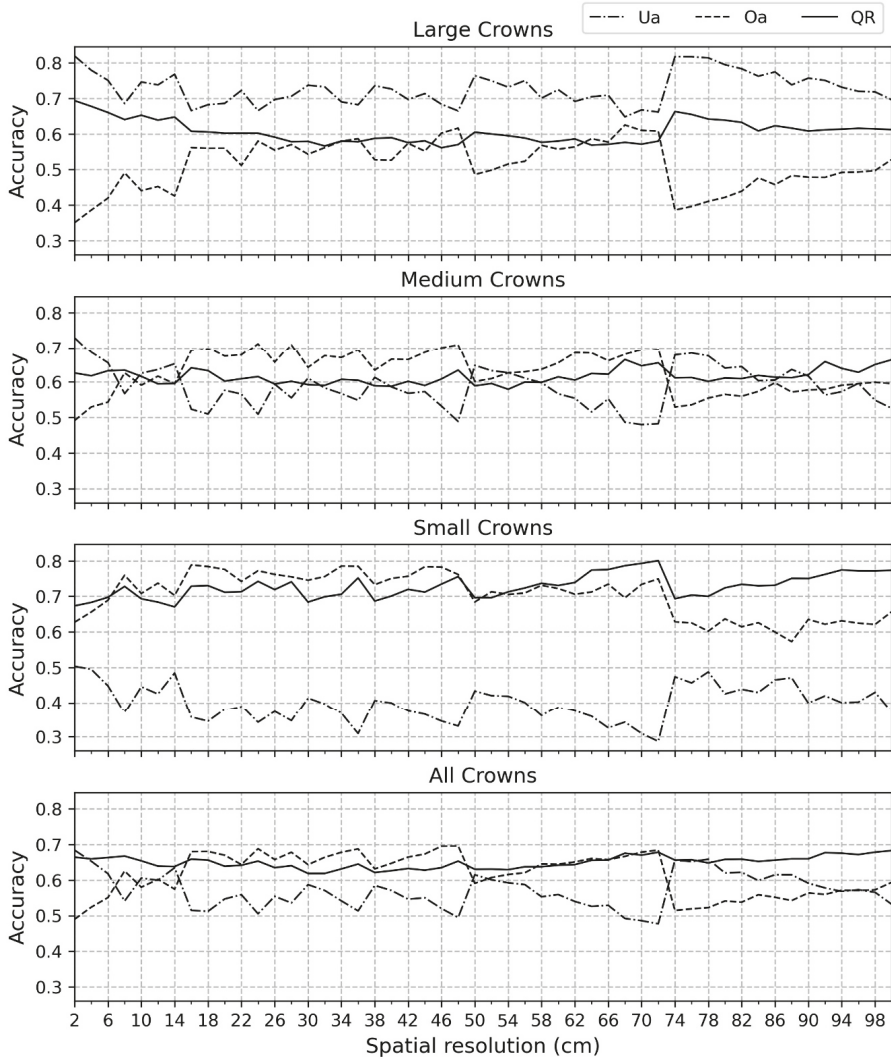 Ua Oa QR
Large Crowns
Accuracy
0.8
0.7
0.6
0.5
0.4
0.3
Medium Crowns
Accuracy
0.8
0.7
0.6
0.5
0.4
0.3
Small Crowns
Accuracy
0.8
0.7
0.6
0.5
0.4
0.3
All Crowns
Accuracy
0.8
0.7
0.6
0.5
0.4
0.3
2 6 10 14 18 22 26 30 34 38 42 46 50 54 58 62 66 70 74 78 82 86 90 94 98
Spatial resolution (cm)